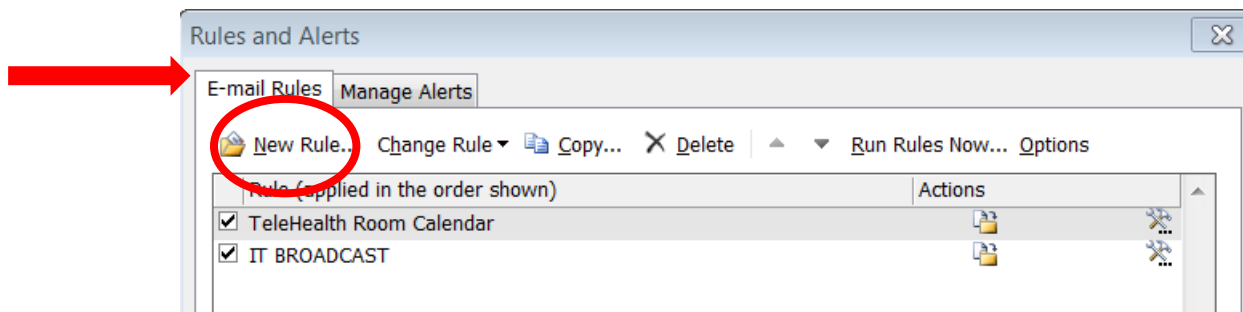 Rules and Alerts
E-mail Rules Manage Alerts
New Rule... Change Rule Copy... Delete Run Rules Now... Options
Rule (applied in the order shown) Actions
TeleHealth Room Calendar
IT BROADCAST